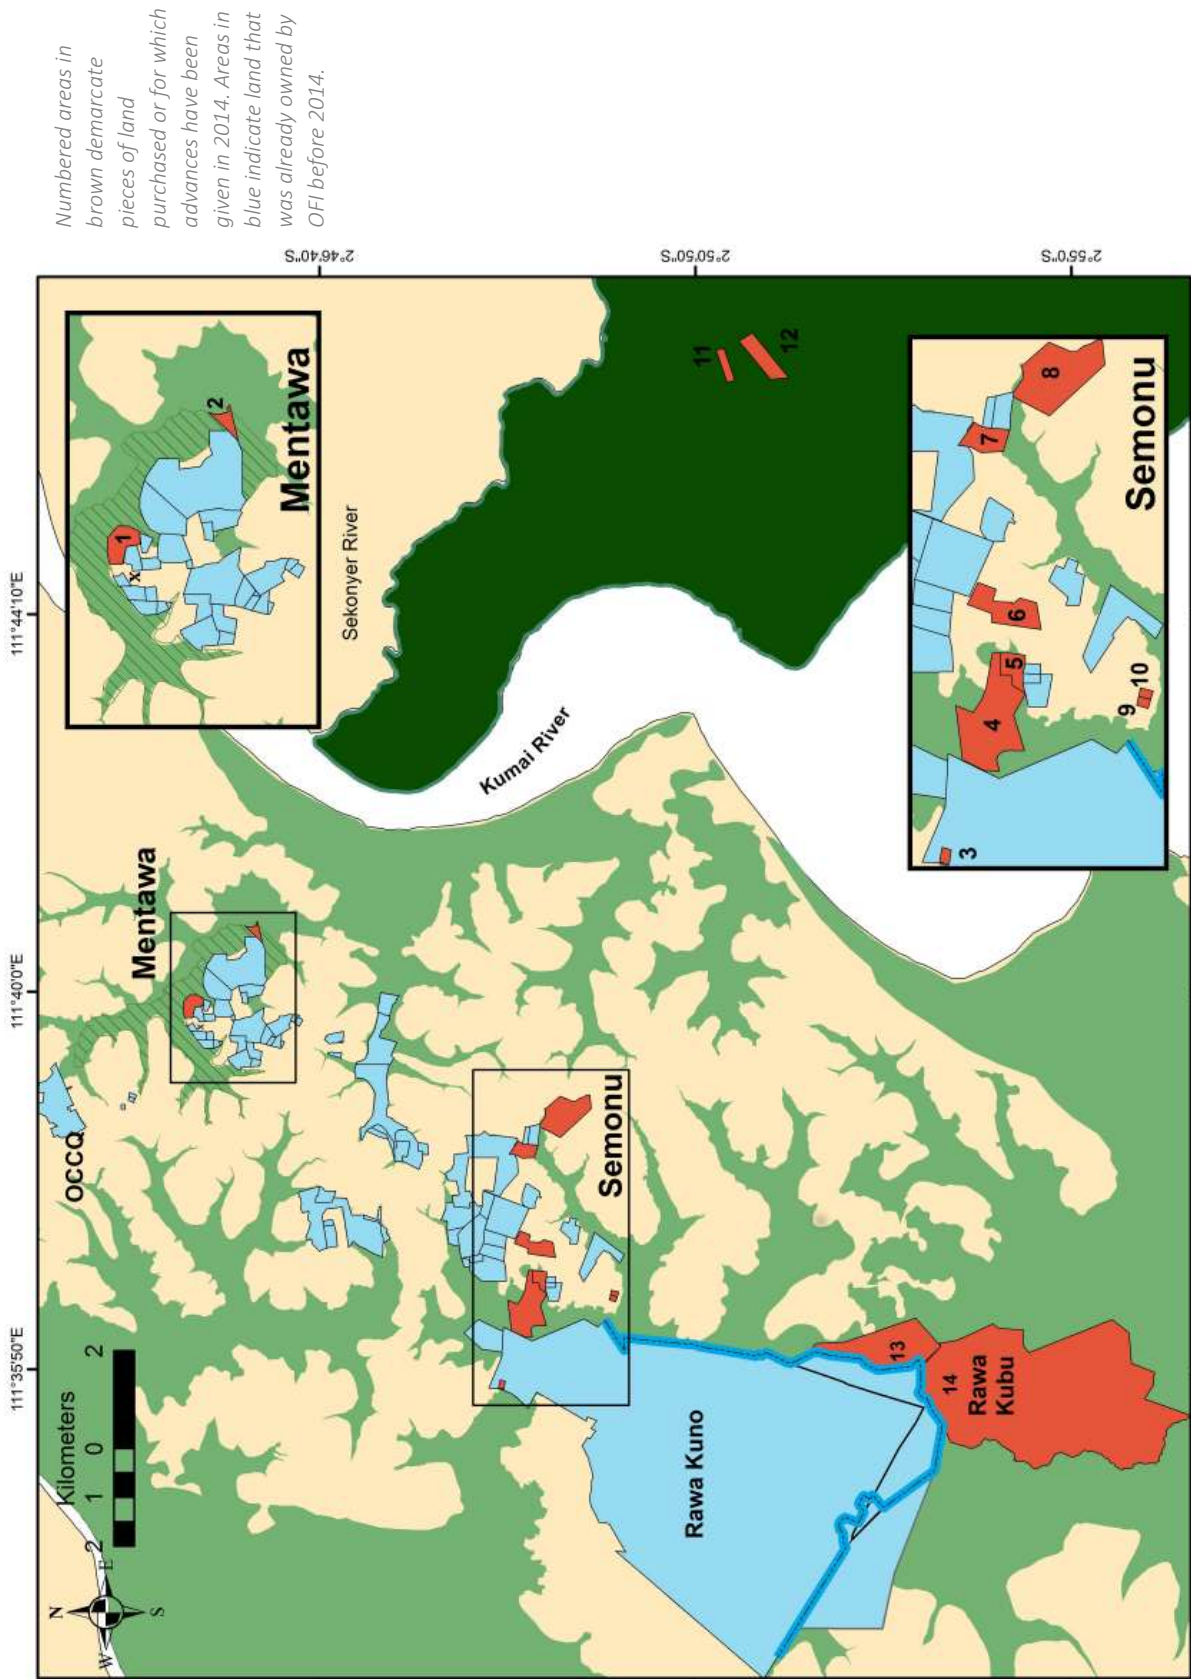 Numbered areas in
brown demarcate
pieces of land
purchased or for which
advances have been
given in 2014. Areas in
blue indicate land that
was already owned by
OFI before 2014.
111°35'50"E
111°40'0"E
111°44'10"E
2°46'40"S
2°50'50"S
2°55'0"S
N
W
E
S
Kilometers
2 1 0 2
OCCQ
Mentawa
Mentawa
1
x
2
Sekonyer River
Kumai River
11
12
Semonu
Semonu
3
4
5
6
7
8
9
10
Rawa Kuno
13
14
Rawa
Kubu